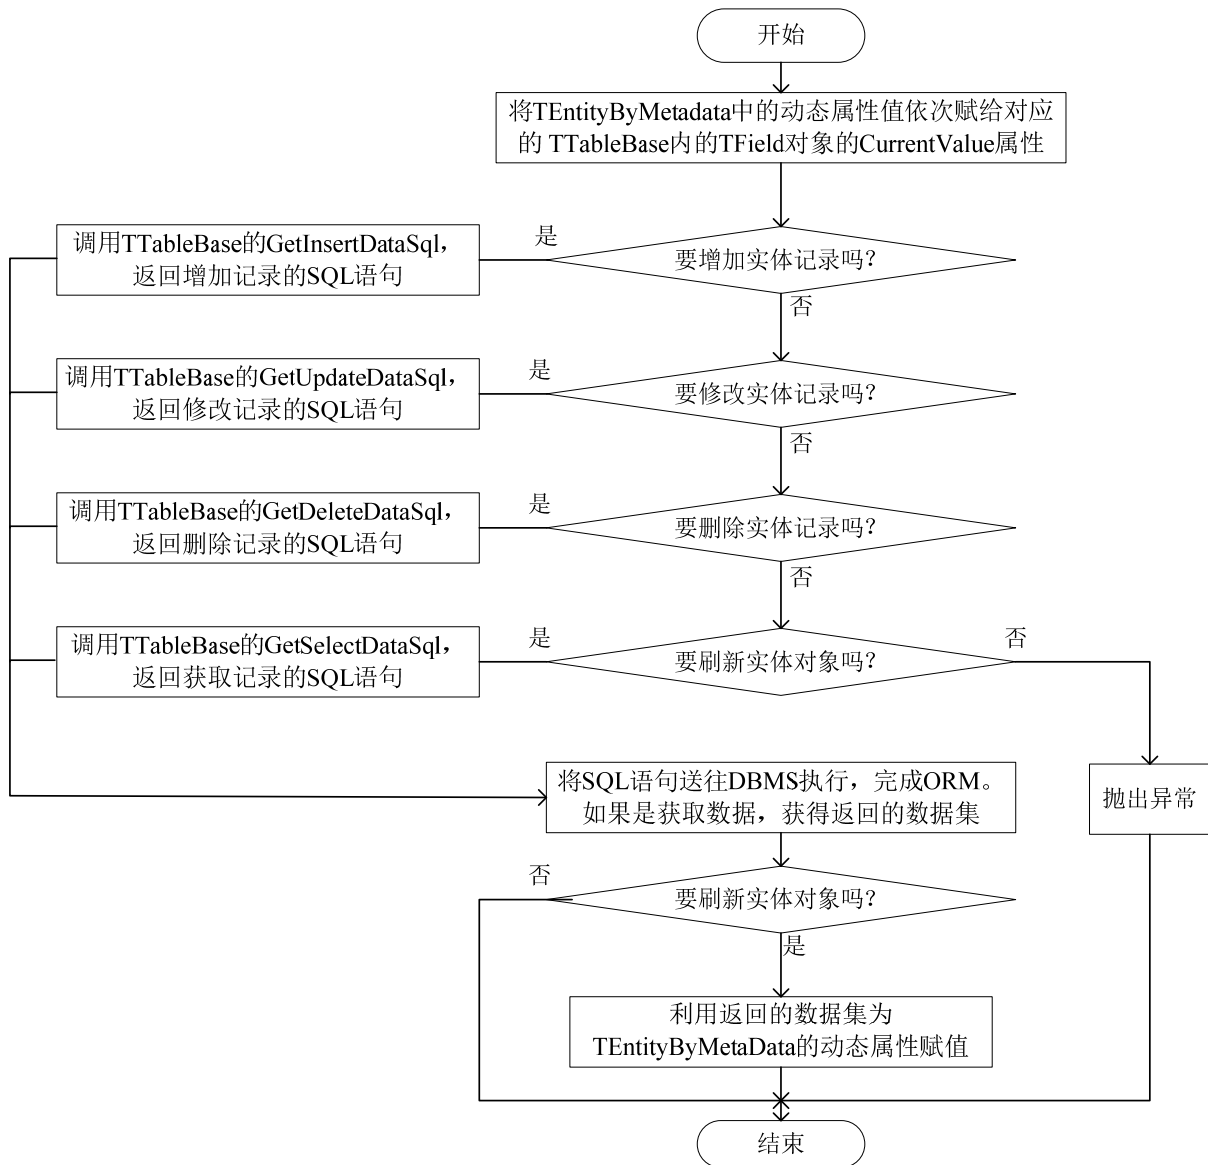 开始
将TEntityByMetadata中的动态属性值依次赋给对应
的 TTableBase内的TField对象的CurrentValue属性
调用TTableBase的GetInsertDataSql，
返回增加记录的SQL语句
是
要增加实体记录吗？
否
调用TTableBase的GetUpdateDataSql，
返回修改记录的SQL语句
是
要修改实体记录吗？
否
调用TTableBase的GetDeleteDataSql，
返回删除记录的SQL语句
是
要删除实体记录吗？
否
调用TTableBase的GetSelectDataSql，
返回获取记录的SQL语句
是
要刷新实体对象吗？
否
将SQL语句送往DBMS执行，完成ORM。
如果是获取数据，获得返回的数据集
抛出异常
否
要刷新实体对象吗？
是
利用返回的数据集为
TEntityByMetaData的动态属性赋值
结束